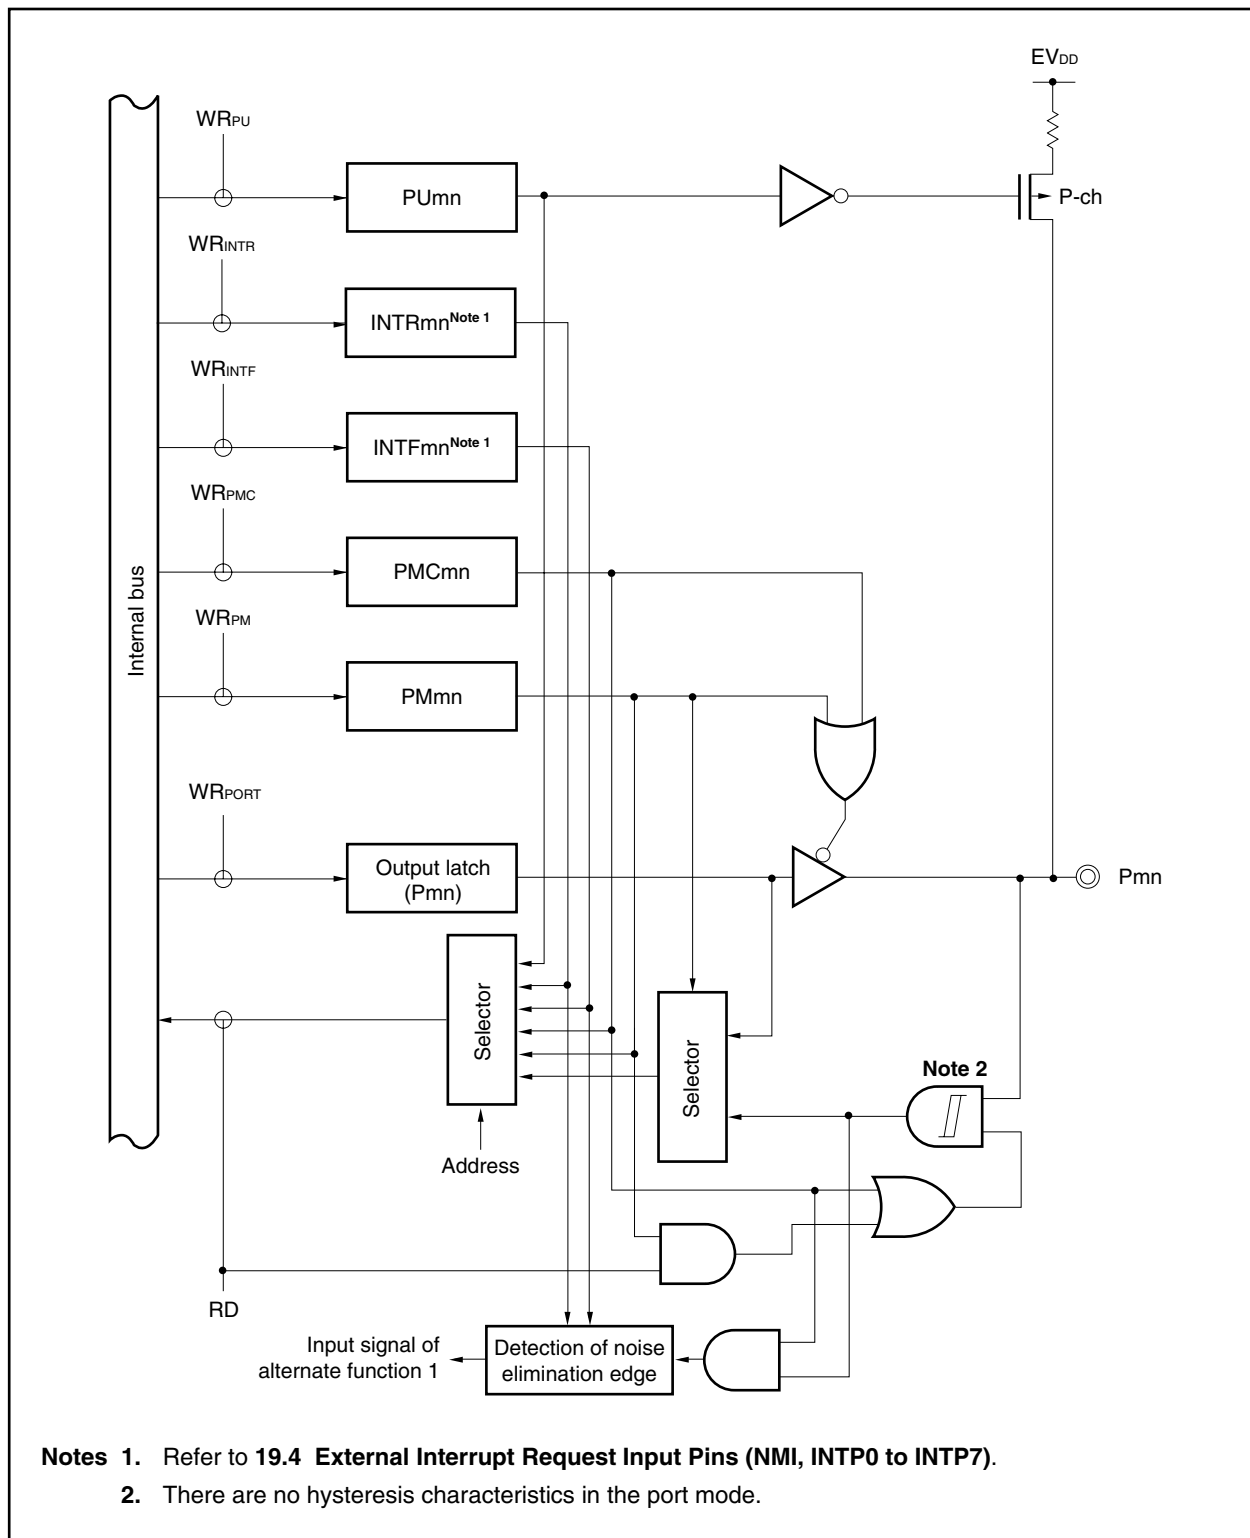 EVDD
WRPU
PUmn
P-ch
WRINTR
INTRmnNote 1
WRINTF
INTFmnNote 1
WRPMC
PMCmn
Internal bus
WRPM
PMmn
WRPORT
Output latch
(Pmn)
Pmn
Selector
Selector
Note 2
Address
RD
Input signal of
alternate function 1
Detection of noise
elimination edge
Notes 1. Refer to 19.4 External Interrupt Request Input Pins (NMI, INTP0 to INTP7).
2. There are no hysteresis characteristics in the port mode.